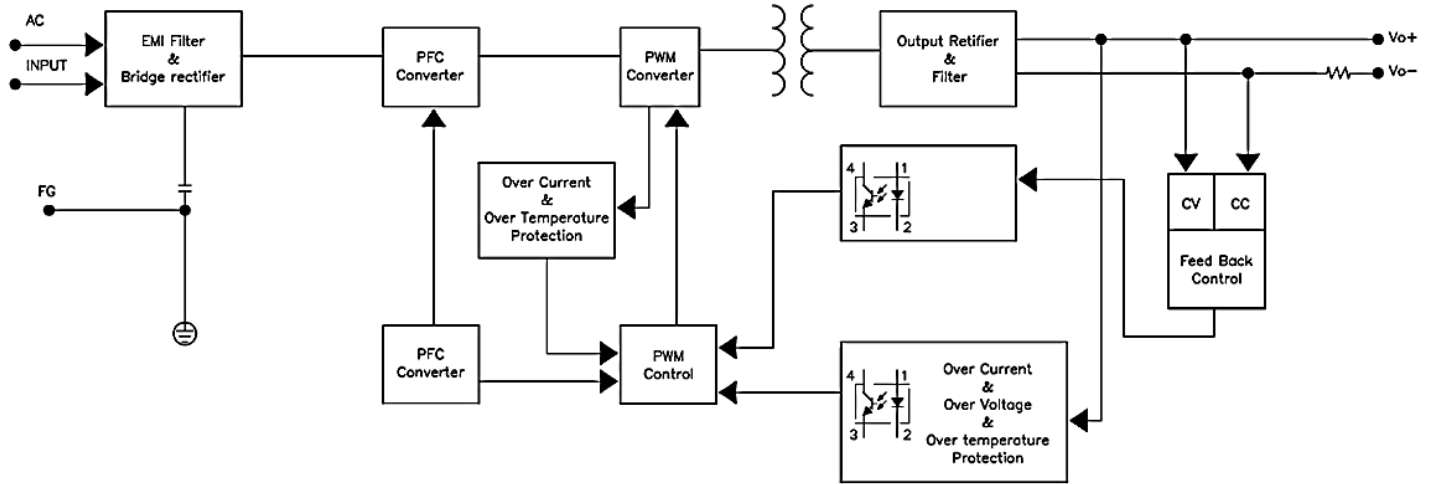 AC
INPUT
EMI Filter
&
Bridge rectifier
PFC
Converter
PWM
Converter
Output Retifier
&
Filter
Vo+
Vo-
FG
Over Current
&
Over Temperature
Protection
4 1
3 2
CV CC
Feed Back
Control
PFC
Converter
PWM
Control
4 1
3 2
Over Current
&
Over Voltage
&
Over temperature
Protection